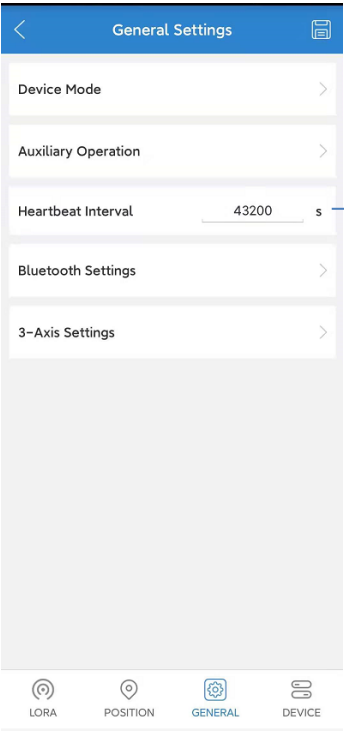 General Settings
Device Mode
Auxiliary Operation
Heartbeat Interval 43200 s
Bluetooth Settings
3-Axis Settings
LORA POSITION GENERAL DEVICE